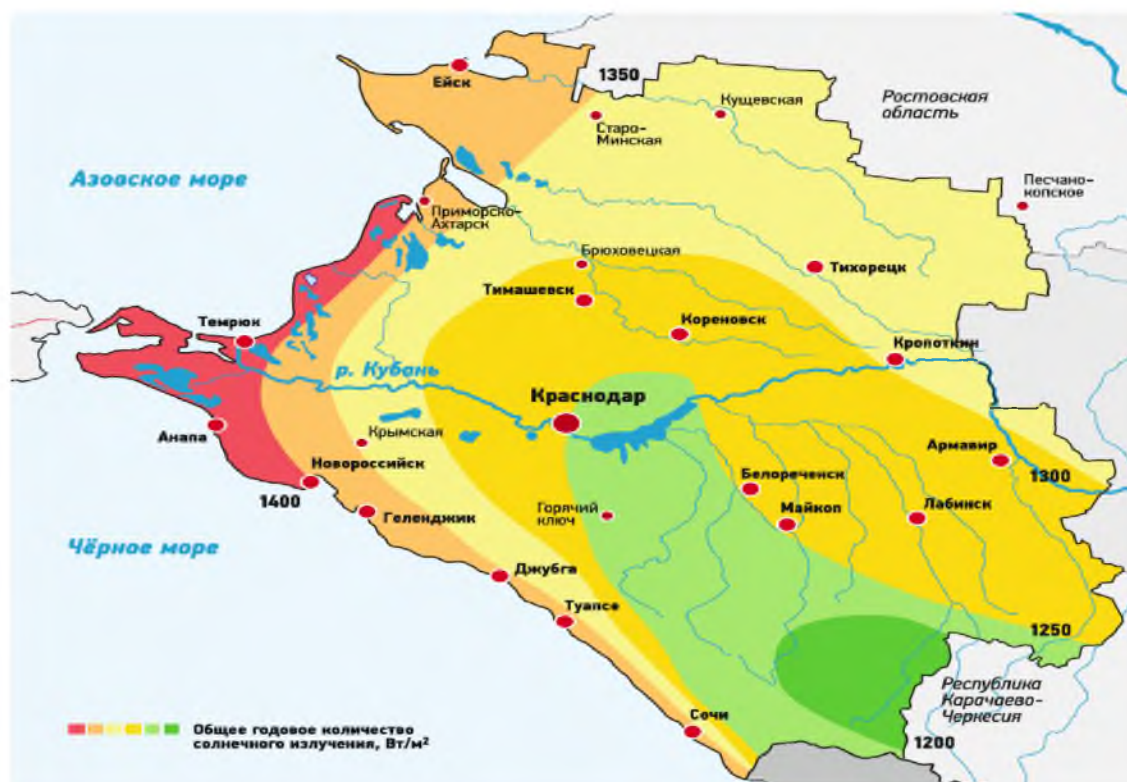 1350
Ейск
Кущевская
Ростовская
область
Старо-
Минская
Азовское море
Песчано-
копское
Приморско-
Ахтарск
Брюховецкая
Тихорецк
Тимашевск
Темрюк
Кореновск
Кропоткин
р. Кубань
Краснодар
Анапа
Крымская
Армавир
Новороссийск
Белореченск
1300
1400
Геленджик
Горячий
ключ
Майкоп
Лабинск
Чёрное море
Джубга
Туапсе
1250
Республика
Карачаево-
Черкесия
Сочи
Общее годовое количество
солнечного излучения, Вт/м²
1200